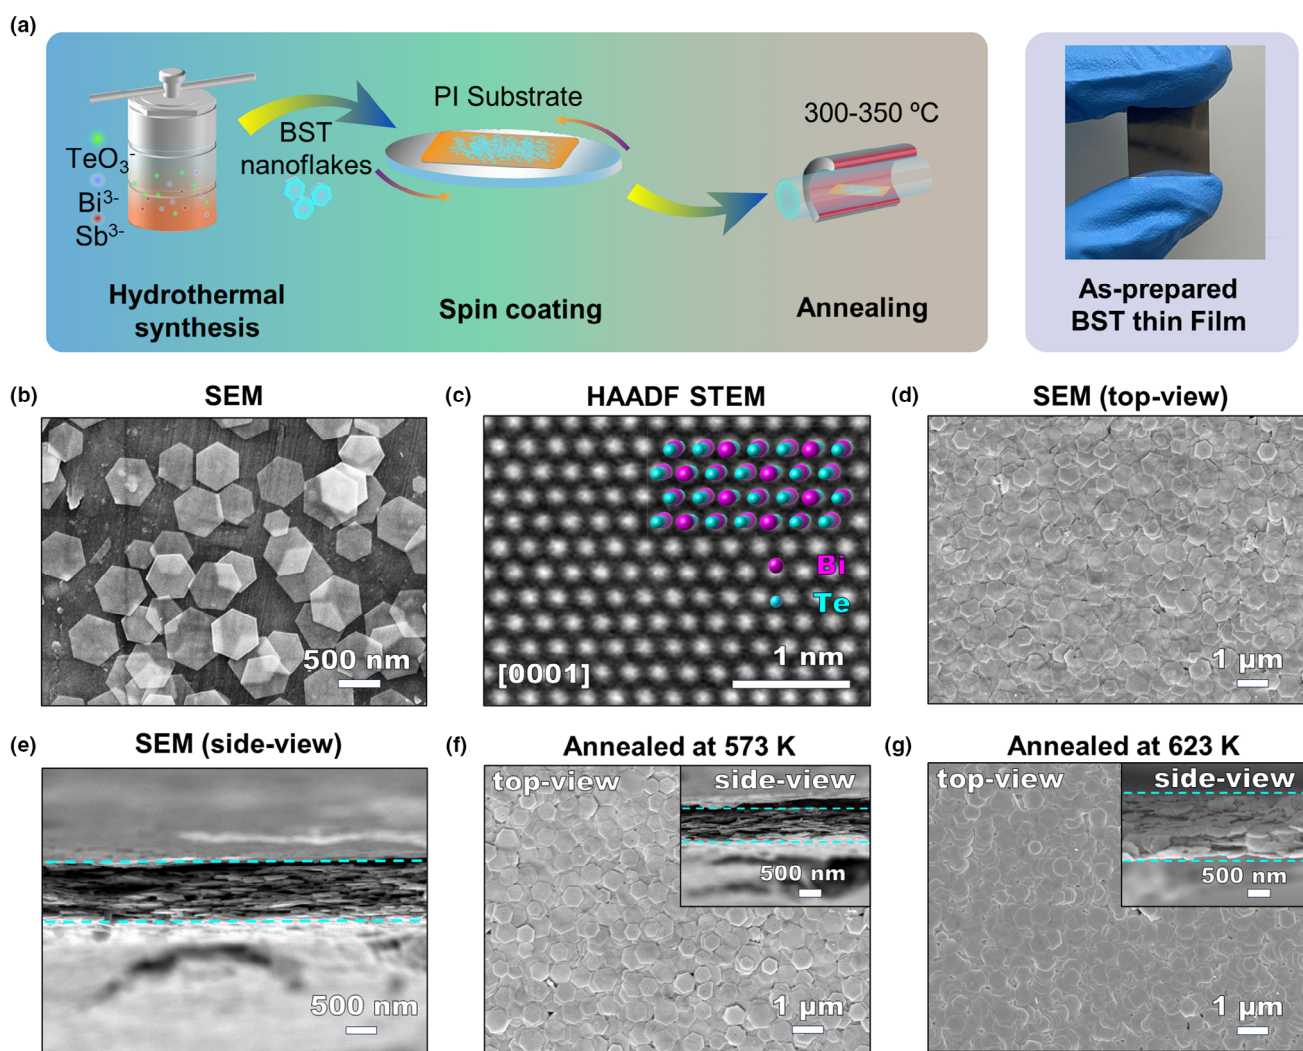 (a)
TeO₃⁻
Bi³⁻
Sb³⁻
BST
nanoflakes
PI Substrate
300-350 ºC
Hydrothermal
synthesis
Spin coating
Annealing
As-prepared
BST thin Film
(b)
SEM
500 nm
(c)
HAADF STEM
Bi
Te
[0001]
1 nm
(d)
SEM (top-view)
1 µm
(e)
SEM (side-view)
500 nm
(f)
Annealed at 573 K
top-view
side-view
500 nm
1 µm
(g)
Annealed at 623 K
top-view
side-view
500 nm
1 µm